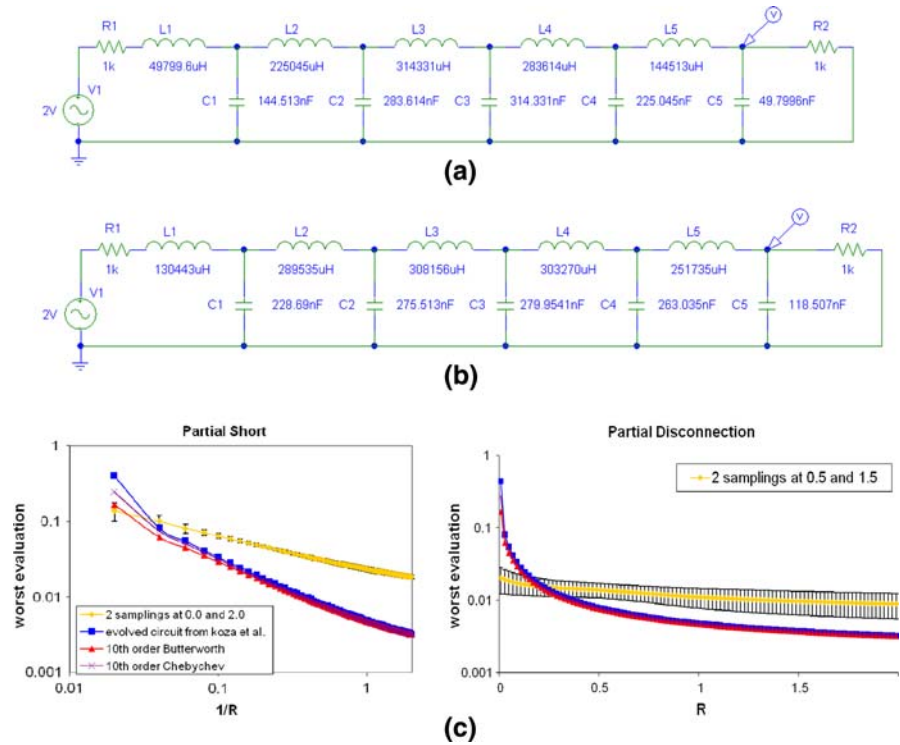 R1 L1 L2 L3 L4 L5 V R2
1k 49799.6uH 225045uH 314331uH 283614uH 144513uH 1k
V1 C1 C2 C3 C4 C5
2V 144.513nF 283.614nF 314.331nF 225.045nF 49.7996nF
(a)
R1 L1 L2 L3 L4 L5 V R2
1k 130443uH 289535uH 308156uH 303270uH 251735uH 1k
V1 C1 C2 C3 C4 C5
2V 228.69nF 275.513nF 279.9541nF 263.035nF 118.507nF
(b)
Partial Short
worst evaluation
1
0.1
0.01
0.001
2 samplings at 0.0 and 2.0
evolved circuit from koza et al.
10th order Butterworth
10th order Chebychev
0.01 0.1 1
1/R
Partial Disconnection
worst evaluation
1
0.1
0.01
0.001
2 samplings at 0.5 and 1.5
0 0.5 1 1.5
R
(c)